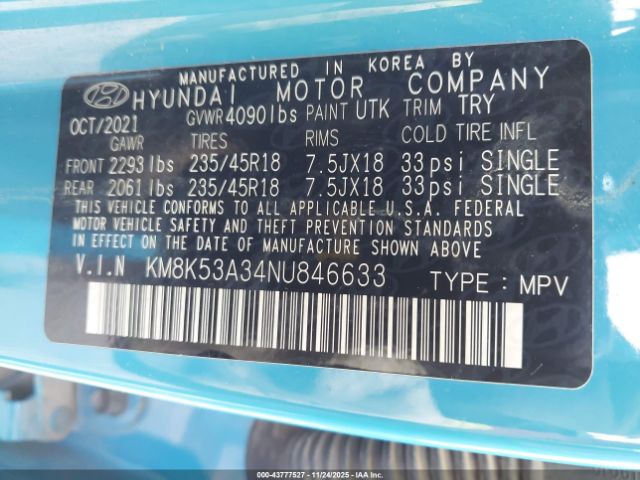 MANUFACTURED IN KOREA BY
HYUNDAI MOTOR COMPANY
OCT/2021 GVWR 4090lbs PAINT UTK TRIM TRY
GAWR TIRES RIMS COLD TIRE INFL
FRONT 2293lbs 235/45R18 7.5JX18 33psi SINGLE
REAR 2061lbs 235/45R18 7.5JX18 33psi SINGLE
THIS VEHICLE CONFORMS TO ALL APPLICABLE U.S.A. FEDERAL
MOTOR VEHICLE SAFETY AND THEFT PREVENTION STANDARDS
IN EFFECT ON THE DATE OF MANUFACTURE SHOWN ABOVE.
V.I.N KM8K53A34NU846633 TYPE : MPV
000-43777527 - 11/24/2025 - IAAI.COM